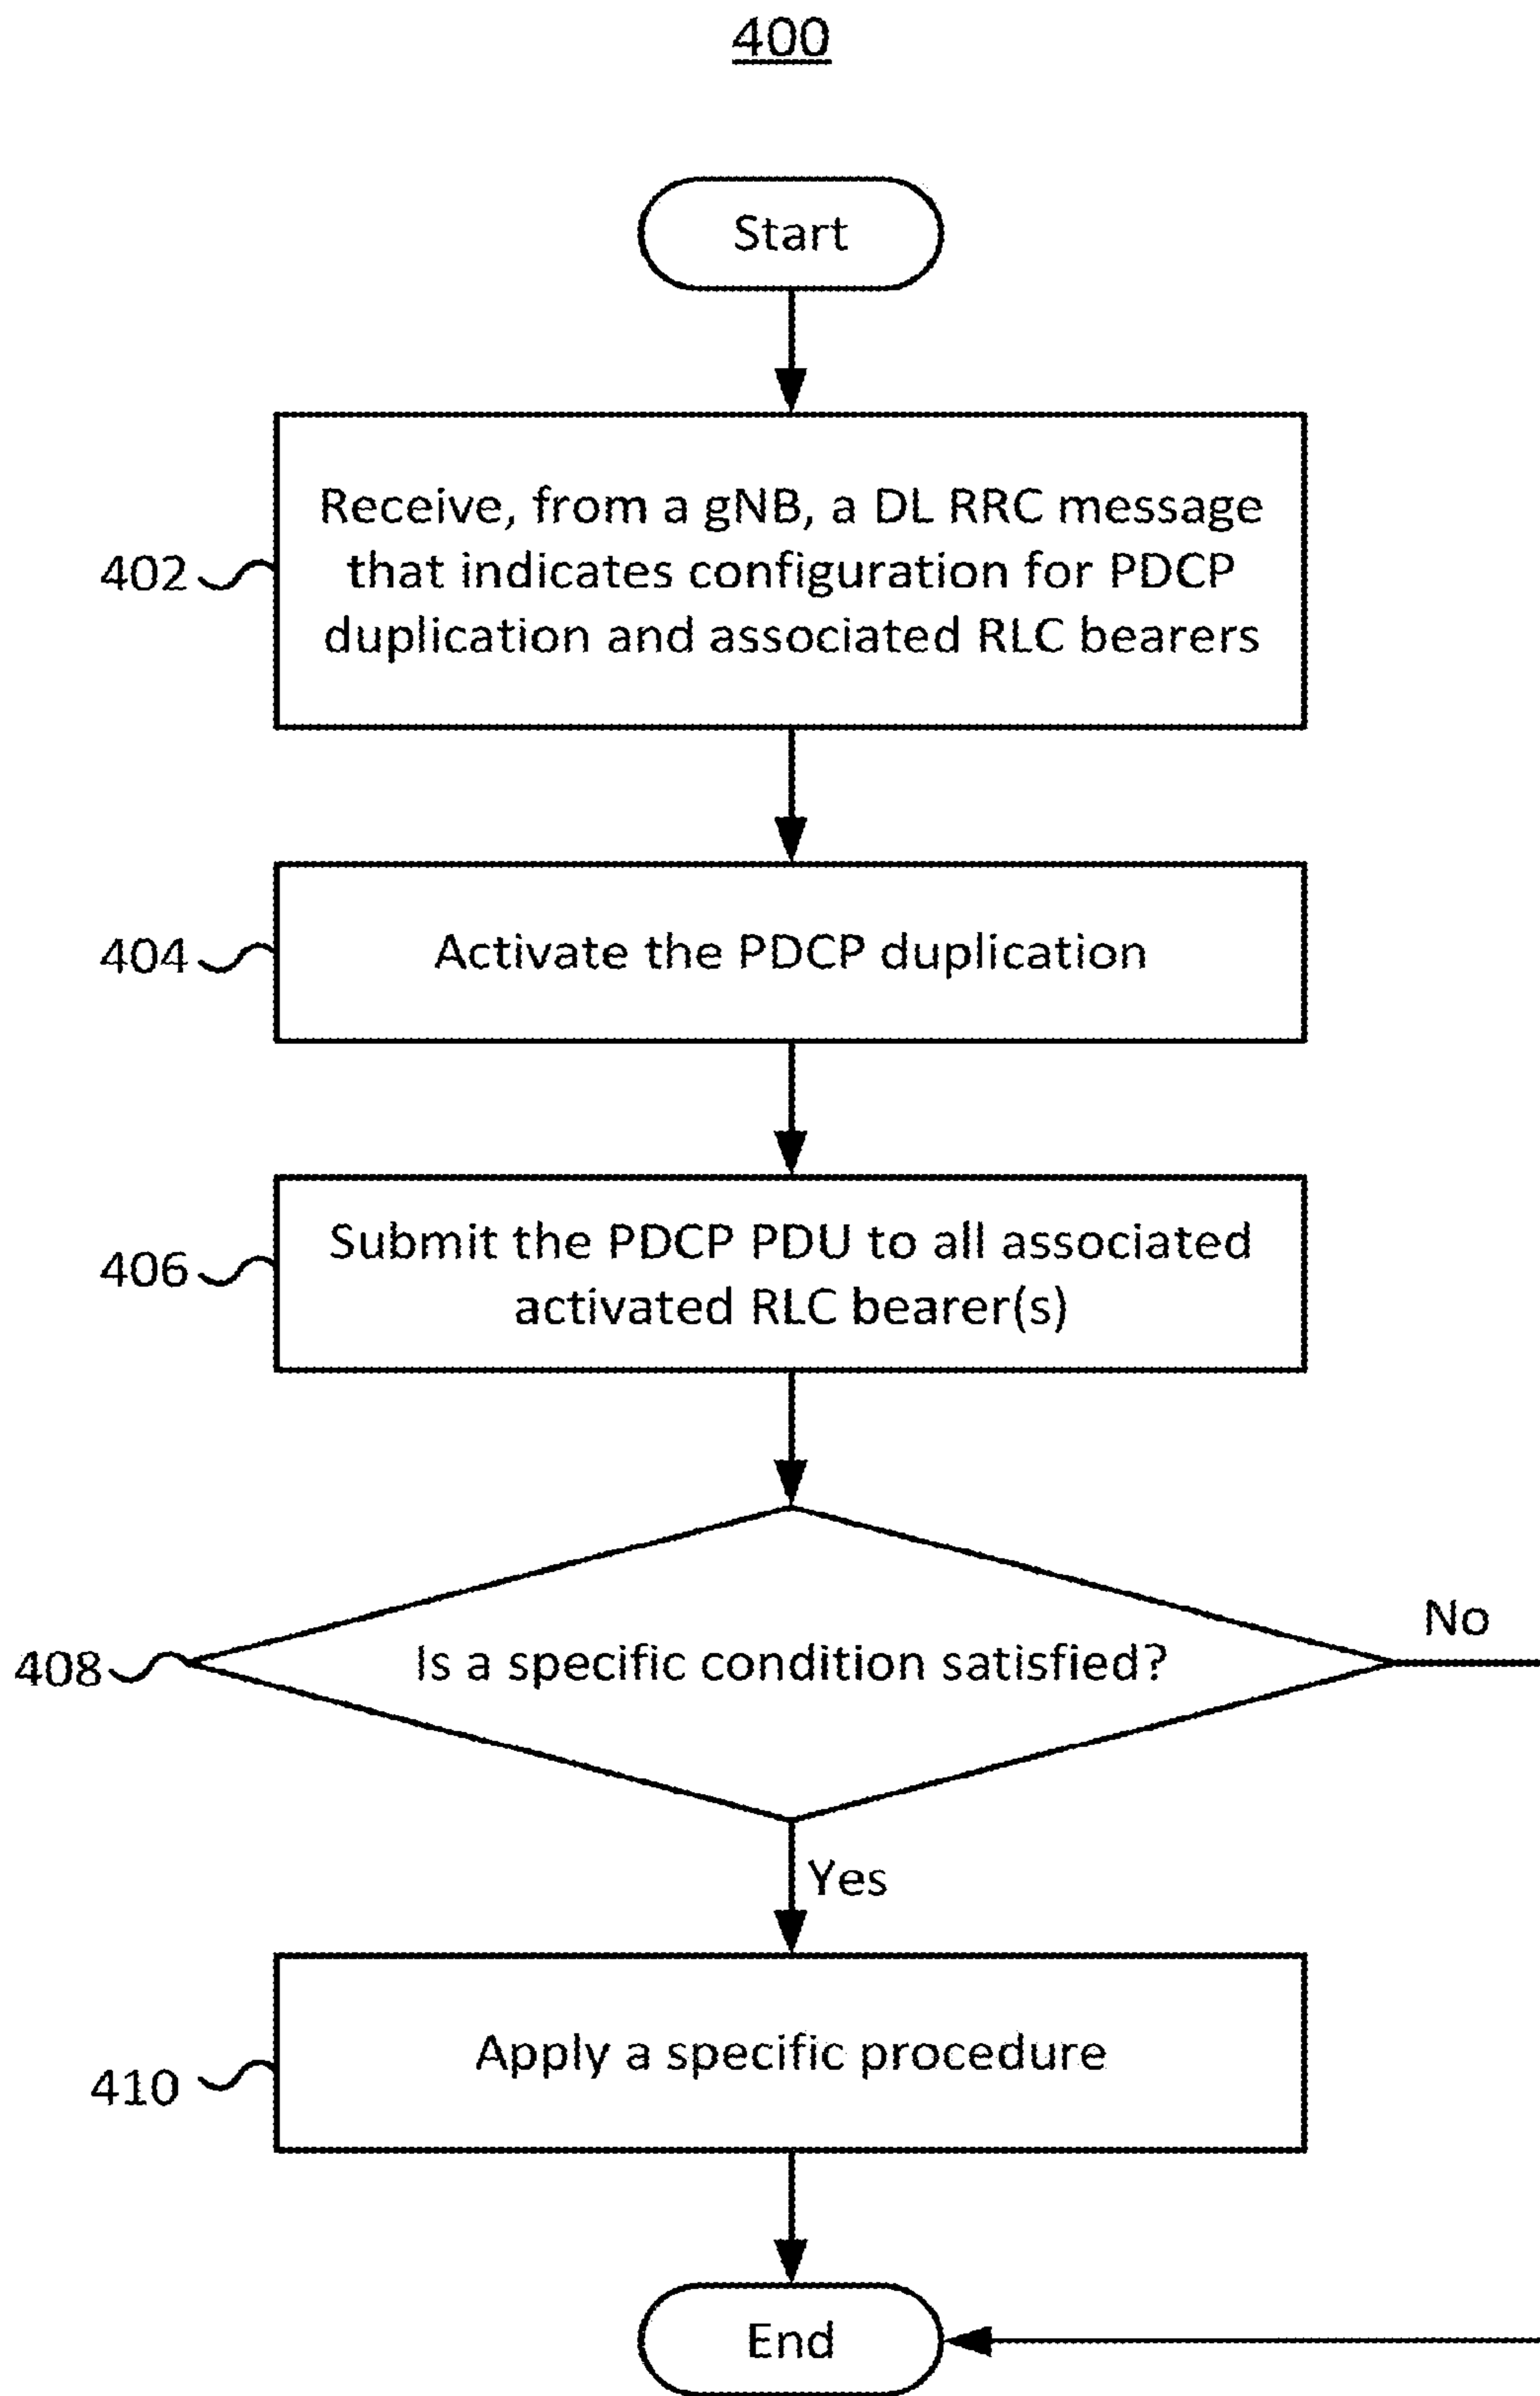 400
Start
402
Receive, from a gNB, a DL RRC message
that indicates configuration for PDCP
duplication and associated RLC bearers
404
Activate the PDCP duplication
406
Submit the PDCP PDU to all associated
activated RLC bearer(s)
408
Is a specific condition satisfied?
No
Yes
410
Apply a specific procedure
End